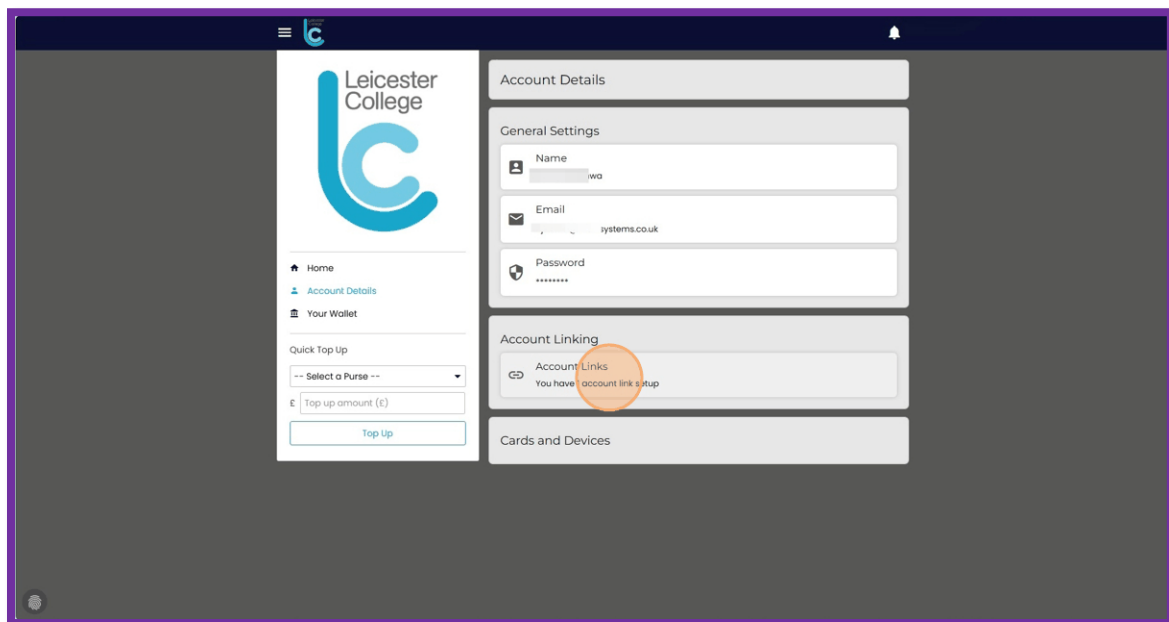 Leicester
College
Home
Account Details
Your Wallet
Quick Top Up
-- Select a Purse --
£ Top up amount (£)
Top Up
Account Details
General Settings
Name
wa
Email
systems.co.uk
Password
••••••••
Account Linking
Account Links
You have 1 account link setup
Cards and Devices